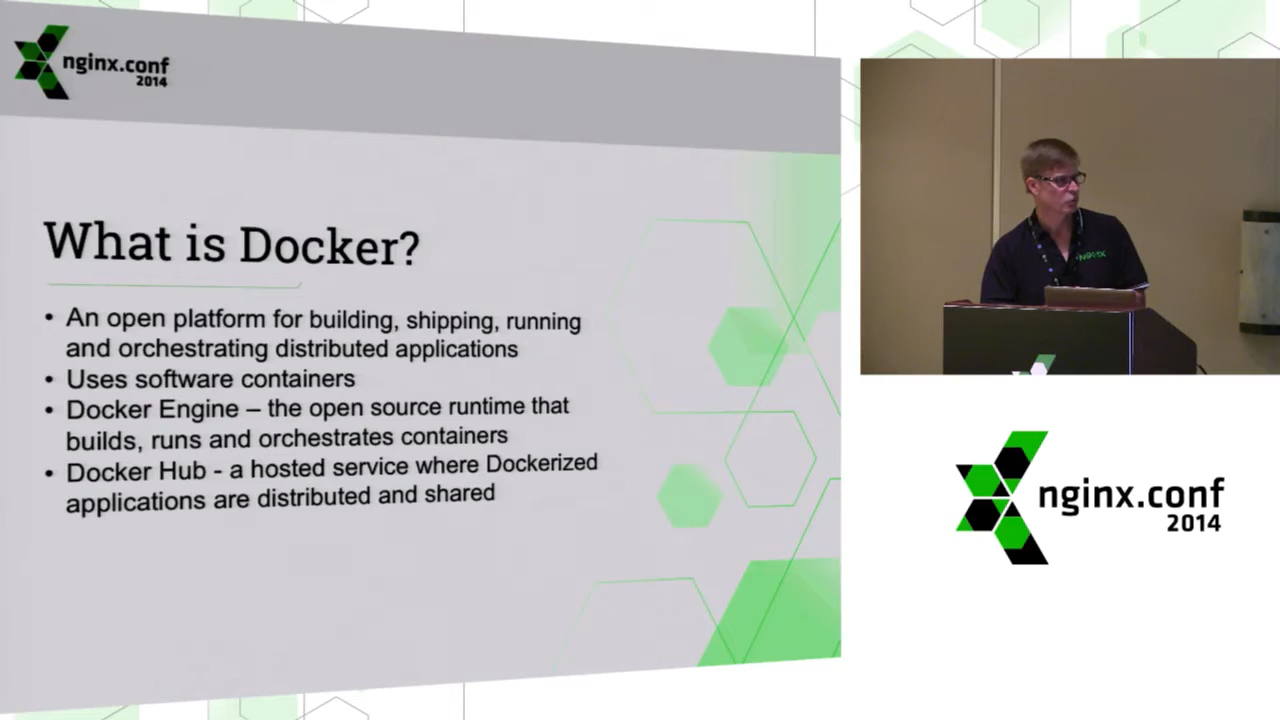 nginx.conf
2014
What is Docker?
• An open platform for building, shipping, running
and orchestrating distributed applications
• Uses software containers
• Docker Engine – the open source runtime that
builds, runs and orchestrates containers
• Docker Hub - a hosted service where Dockerized
applications are distributed and shared
NGINX
nginx.conf
2014